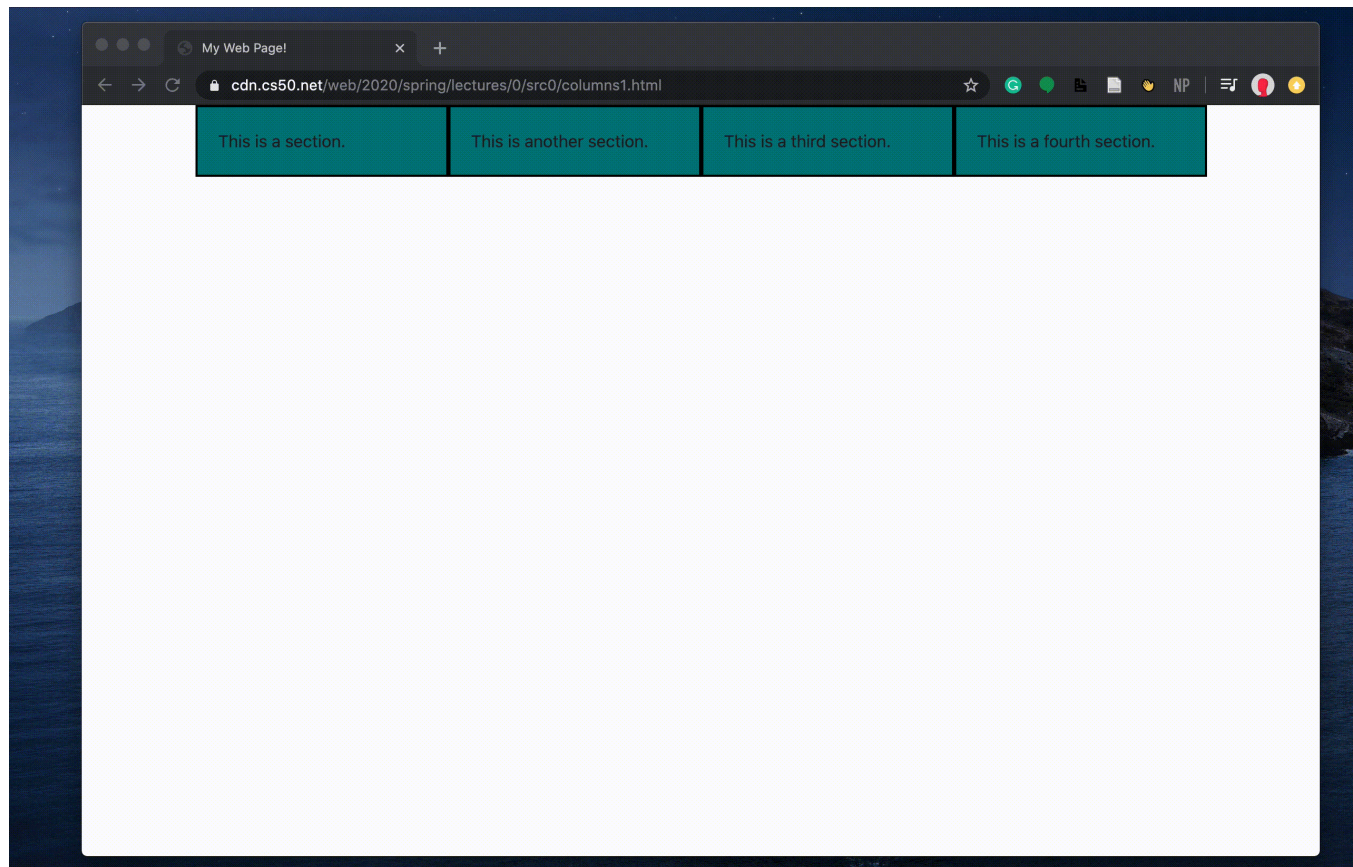 My Web Page!
cdn.cs50.net/web/2020/spring/lectures/0/src0/columns1.html
G
NP
This is a section.
This is another section.
This is a third section.
This is a fourth section.